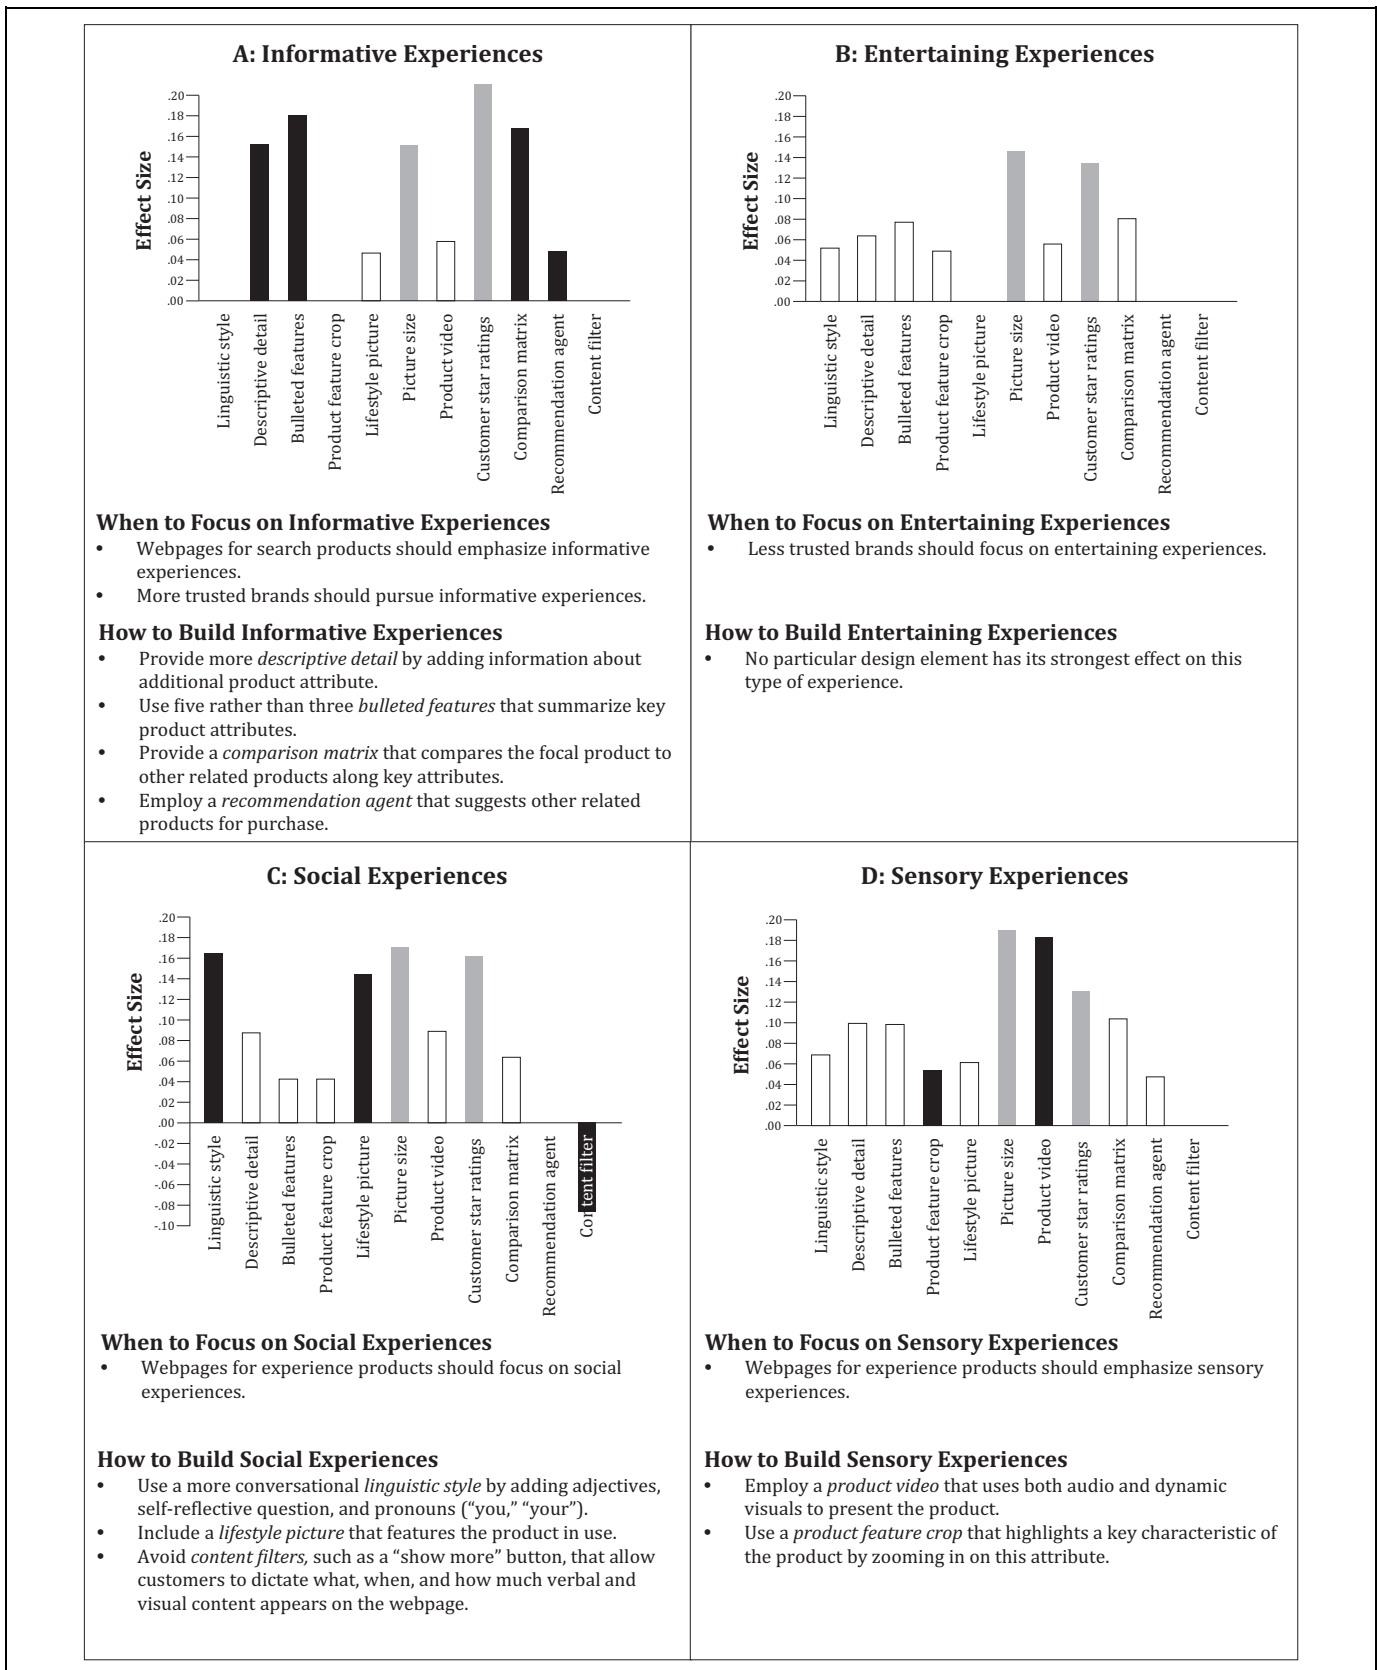 A: Informative Experiences
Effect Size
.20
.18
.16
.14
.12
.10
.08
.06
.04
.02
.00
Linguistic style
Descriptive detail
Bulleted features
Product feature crop
Lifestyle picture
Picture size
Product video
Customer star ratings
Comparison matrix
Recommendation agent
Content filter
When to Focus on Informative Experiences
• Webpages for search products should emphasize informative
experiences.
• More trusted brands should pursue informative experiences.
How to Build Informative Experiences
• Provide more descriptive detail by adding information about
additional product attribute.
• Use five rather than three bulleted features that summarize key
product attributes.
• Provide a comparison matrix that compares the focal product to
other related products along key attributes.
• Employ a recommendation agent that suggests other related
products for purchase.
B: Entertaining Experiences
Effect Size
.20
.18
.16
.14
.12
.10
.08
.06
.04
.02
.00
Linguistic style
Descriptive detail
Bulleted features
Product feature crop
Lifestyle picture
Picture size
Product video
Customer star ratings
Comparison matrix
Recommendation agent
Content filter
When to Focus on Entertaining Experiences
• Less trusted brands should focus on entertaining experiences.
How to Build Entertaining Experiences
• No particular design element has its strongest effect on this
type of experience.
C: Social Experiences
Effect Size
.20
.18
.16
.14
.12
.10
.08
.06
.04
.02
.00
-.02
-.04
-.06
-.08
-.10
Linguistic style
Descriptive detail
Bulleted features
Product feature crop
Lifestyle picture
Picture size
Product video
Customer star ratings
Comparison matrix
Recommendation agent
Content filter
When to Focus on Social Experiences
• Webpages for experience products should focus on social
experiences.
How to Build Social Experiences
• Use a more conversational linguistic style by adding adjectives,
self-reflective question, and pronouns (“you,” “your”).
• Include a lifestyle picture that features the product in use.
• Avoid content filters, such as a “show more” button, that allow
customers to dictate what, when, and how much verbal and
visual content appears on the webpage.
D: Sensory Experiences
Effect Size
.20
.18
.16
.14
.12
.10
.08
.06
.04
.02
.00
Linguistic style
Descriptive detail
Bulleted features
Product feature crop
Lifestyle picture
Picture size
Product video
Customer star ratings
Comparison matrix
Recommendation agent
Content filter
When to Focus on Sensory Experiences
• Webpages for experience products should emphasize sensory
experiences.
How to Build Sensory Experiences
• Employ a product video that uses both audio and dynamic
visuals to present the product.
• Use a product feature crop that highlights a key characteristic of
the product by zooming in on this attribute.